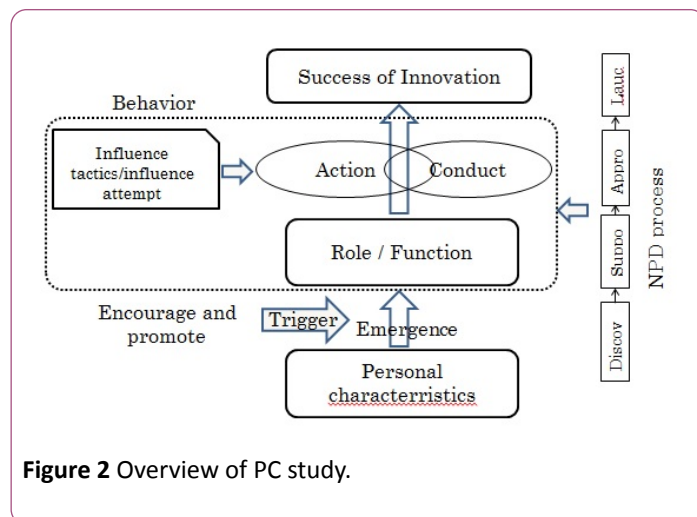 Success of Innovation
Behavior
Influence
tactics/influence
attempt
Action
Conduct
Role / Function
Encourage and
promote
Trigger
Emergence
Personal
characterristics
Lauc
Appro
Suppo
Discov
NPD process
Figure 2 Overview of PC study.